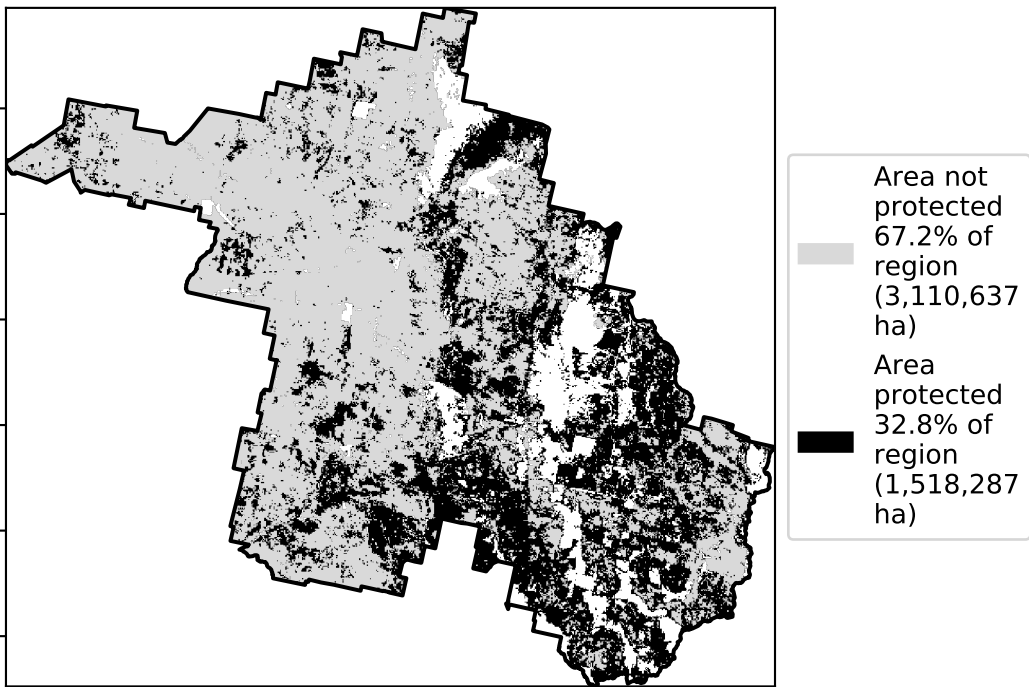 Area not
protected
67.2% of
region
(3,110,637
ha)
Area
protected
32.8% of
region
(1,518,287
ha)